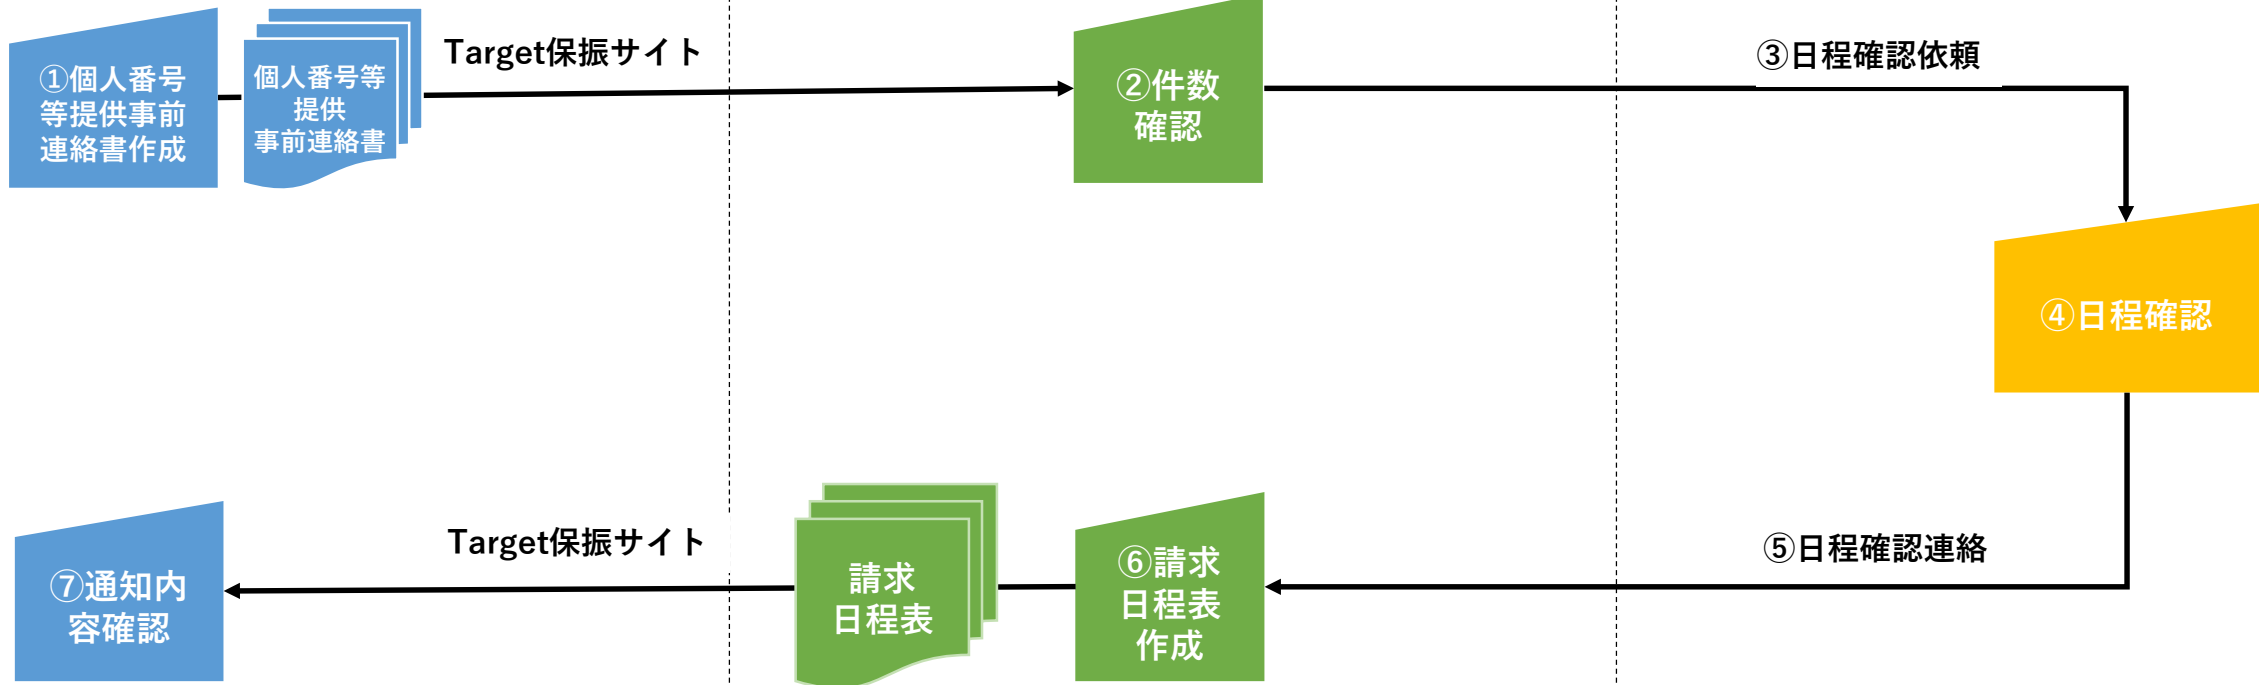 ①個人番号
等提供事前
連絡書作成
個人番号等
提供
事前連絡書
Target保振サイト
②件数
確認
③日程確認依頼
④日程確認
⑤日程確認連絡
⑥請求
日程表
作成
請求
日程表
Target保振サイト
⑦通知内
容確認